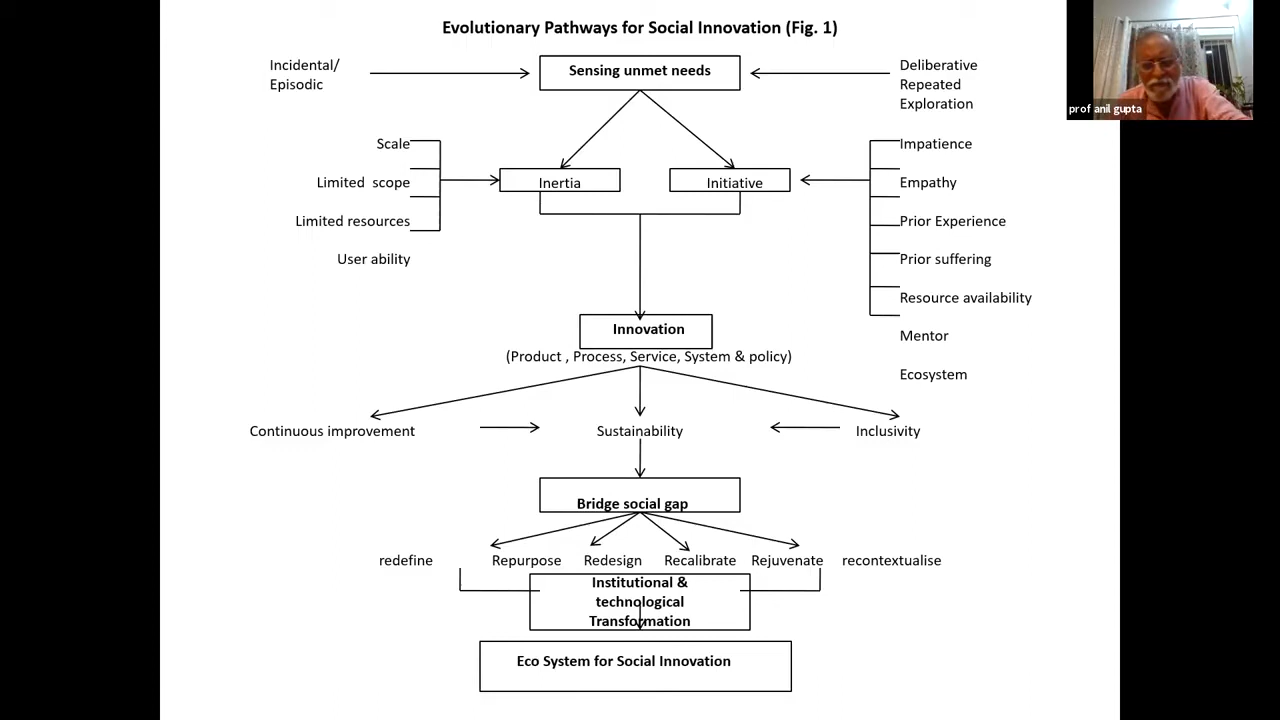 Evolutionary Pathways for Social Innovation (Fig. 1)
Incidental/
Episodic
Sensing unmet needs
Deliberative
Repeated
Exploration
prof anil gupta
Scale
Limited scope
Limited resources
User ability
Inertia
Initiative
Impatience
Empathy
Prior Experience
Prior suffering
Resource availability
Mentor
Ecosystem
Innovation
(Product , Process, Service, System & policy)
Continuous improvement
Sustainability
Inclusivity
Bridge social gap
redefine
Repurpose
Redesign
Recalibrate
Rejuvenate
recontextualise
Institutional &
technological
Transformation
Eco System for Social Innovation